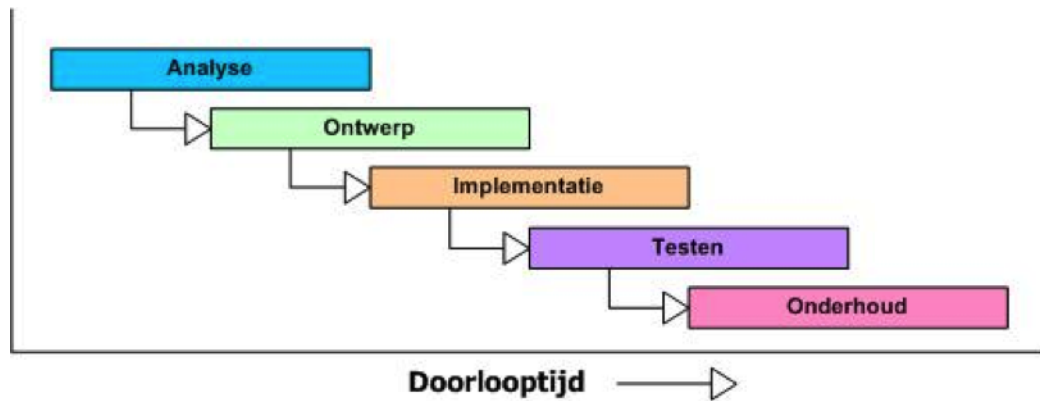 Analyse
Ontwerp
Implementatie
Testen
Onderhoud
Doorlooptijd